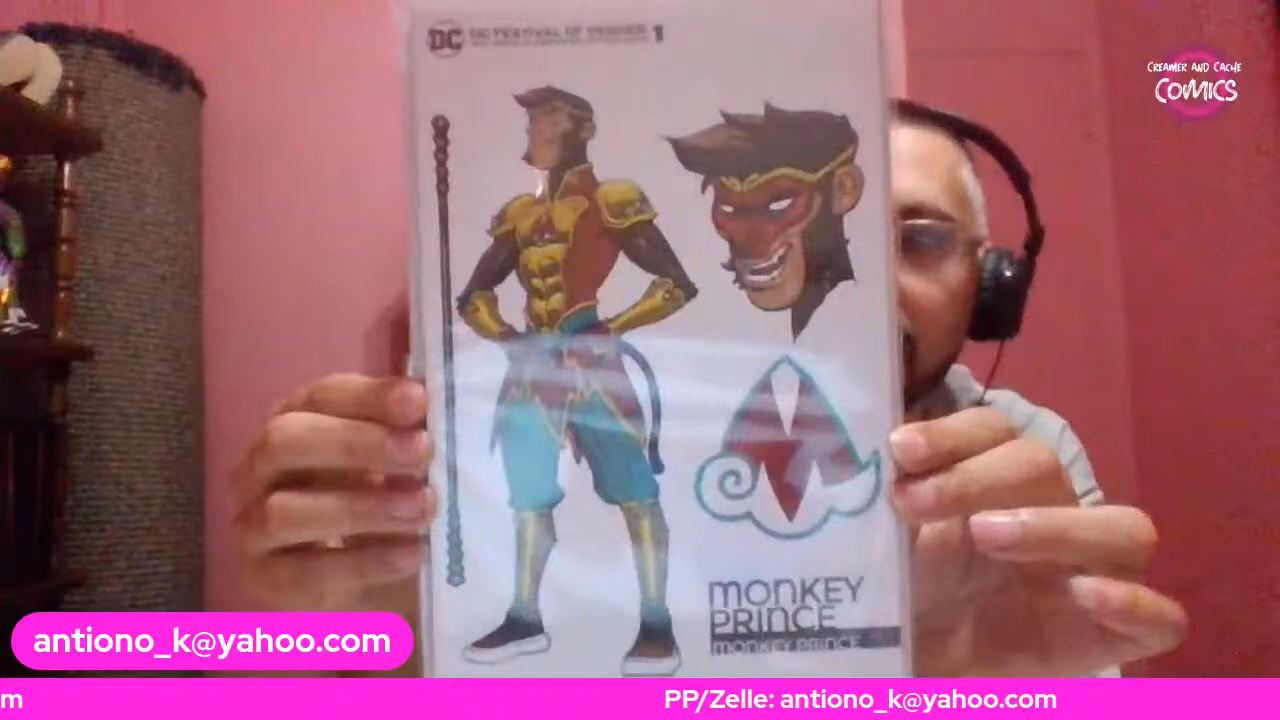 DC DC FESTIVAL OF HEROES 1
CREAMER AND CACHE
COMICS
MONKEY
PRINCE
MONKEY PRINCE
antiono_k@yahoo.com
m
PP/Zelle: antiono_k@yahoo.com